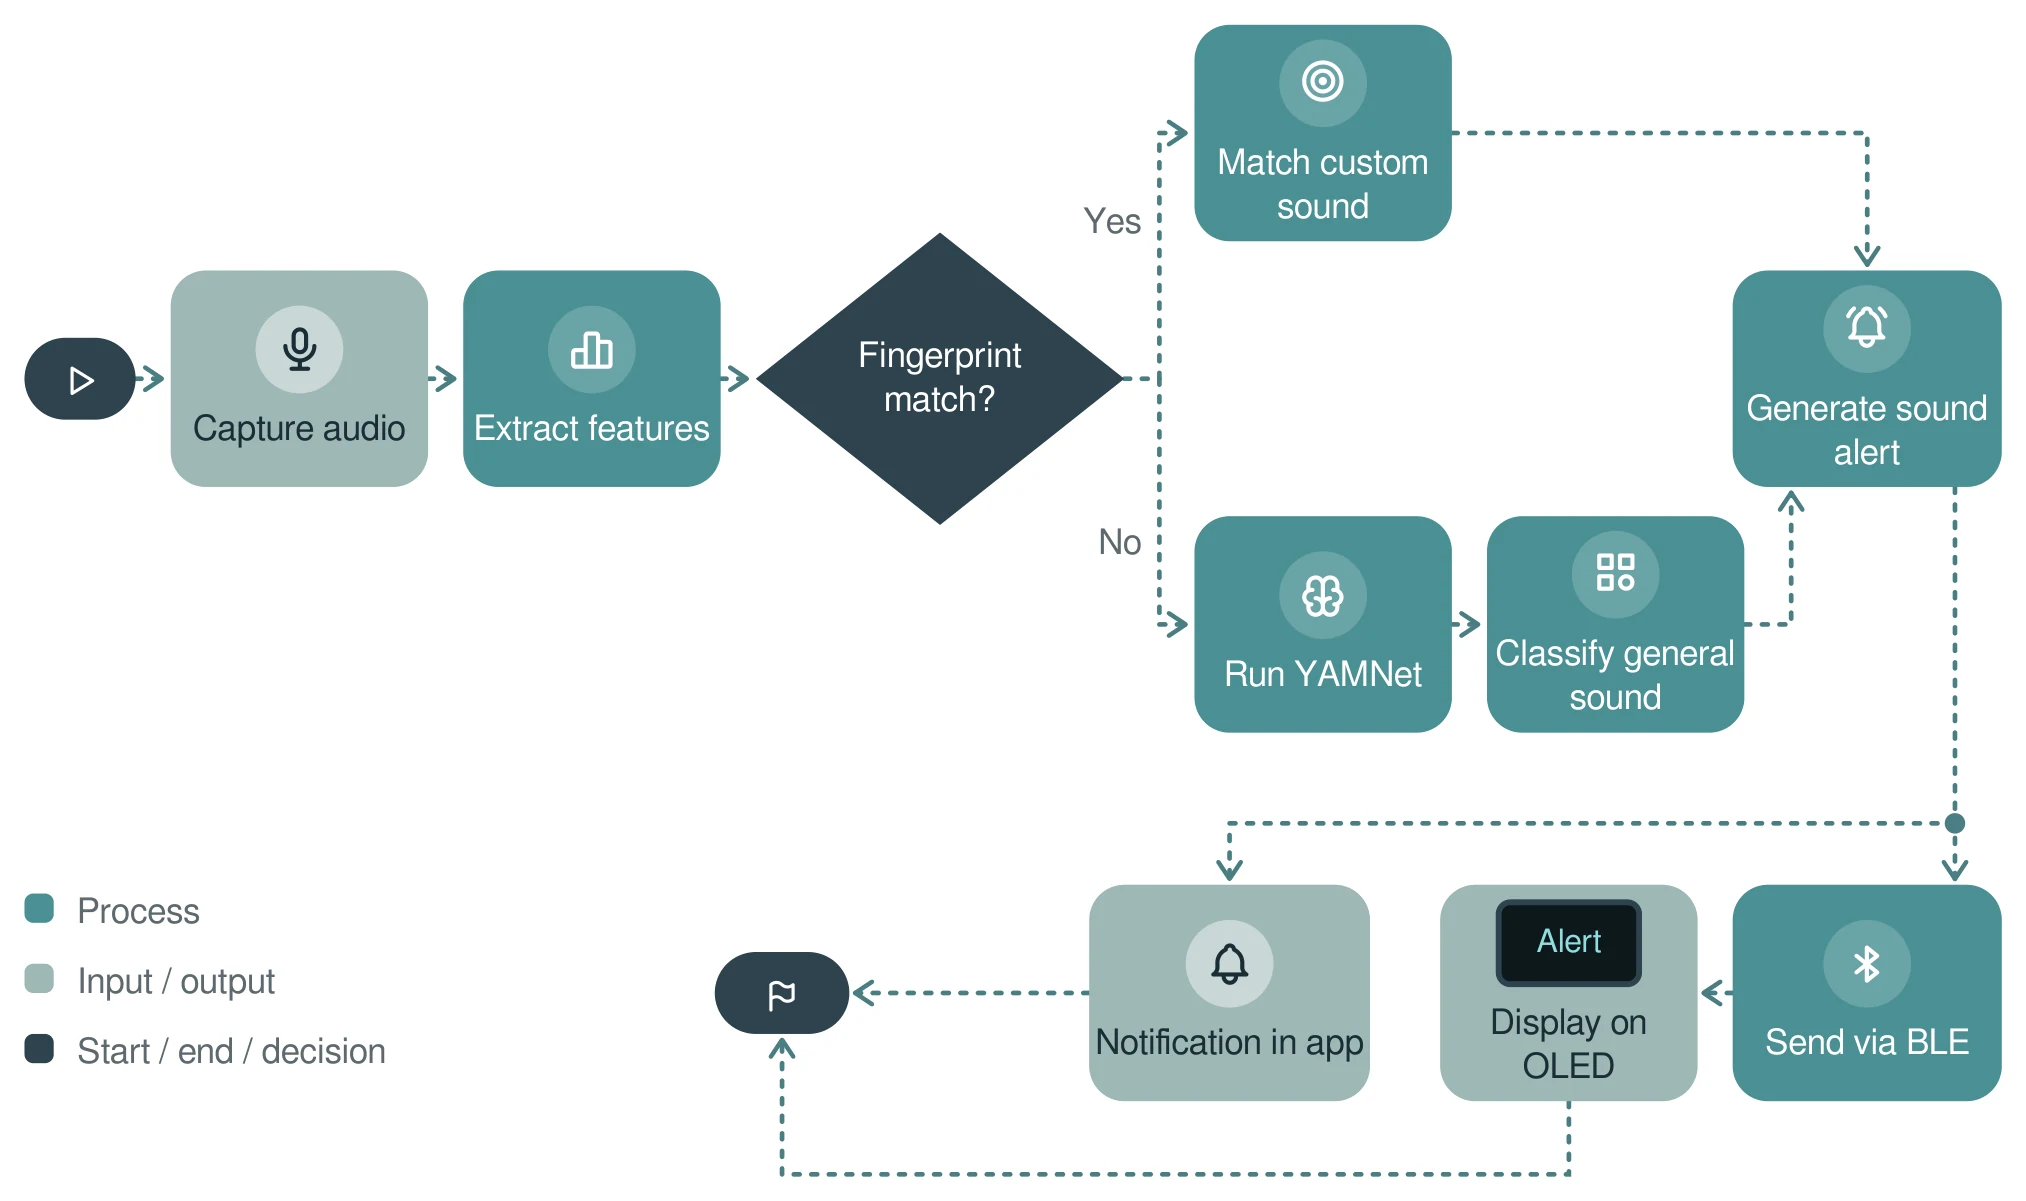 Capture audio
Extract features
Fingerprint
match?
Yes
Match custom
sound
No
Run YAMNet
Classify general
sound
Generate sound
alert
Send via BLE
Alert
Display on
OLED
Notification in app
Process
Input / output
Start / end / decision